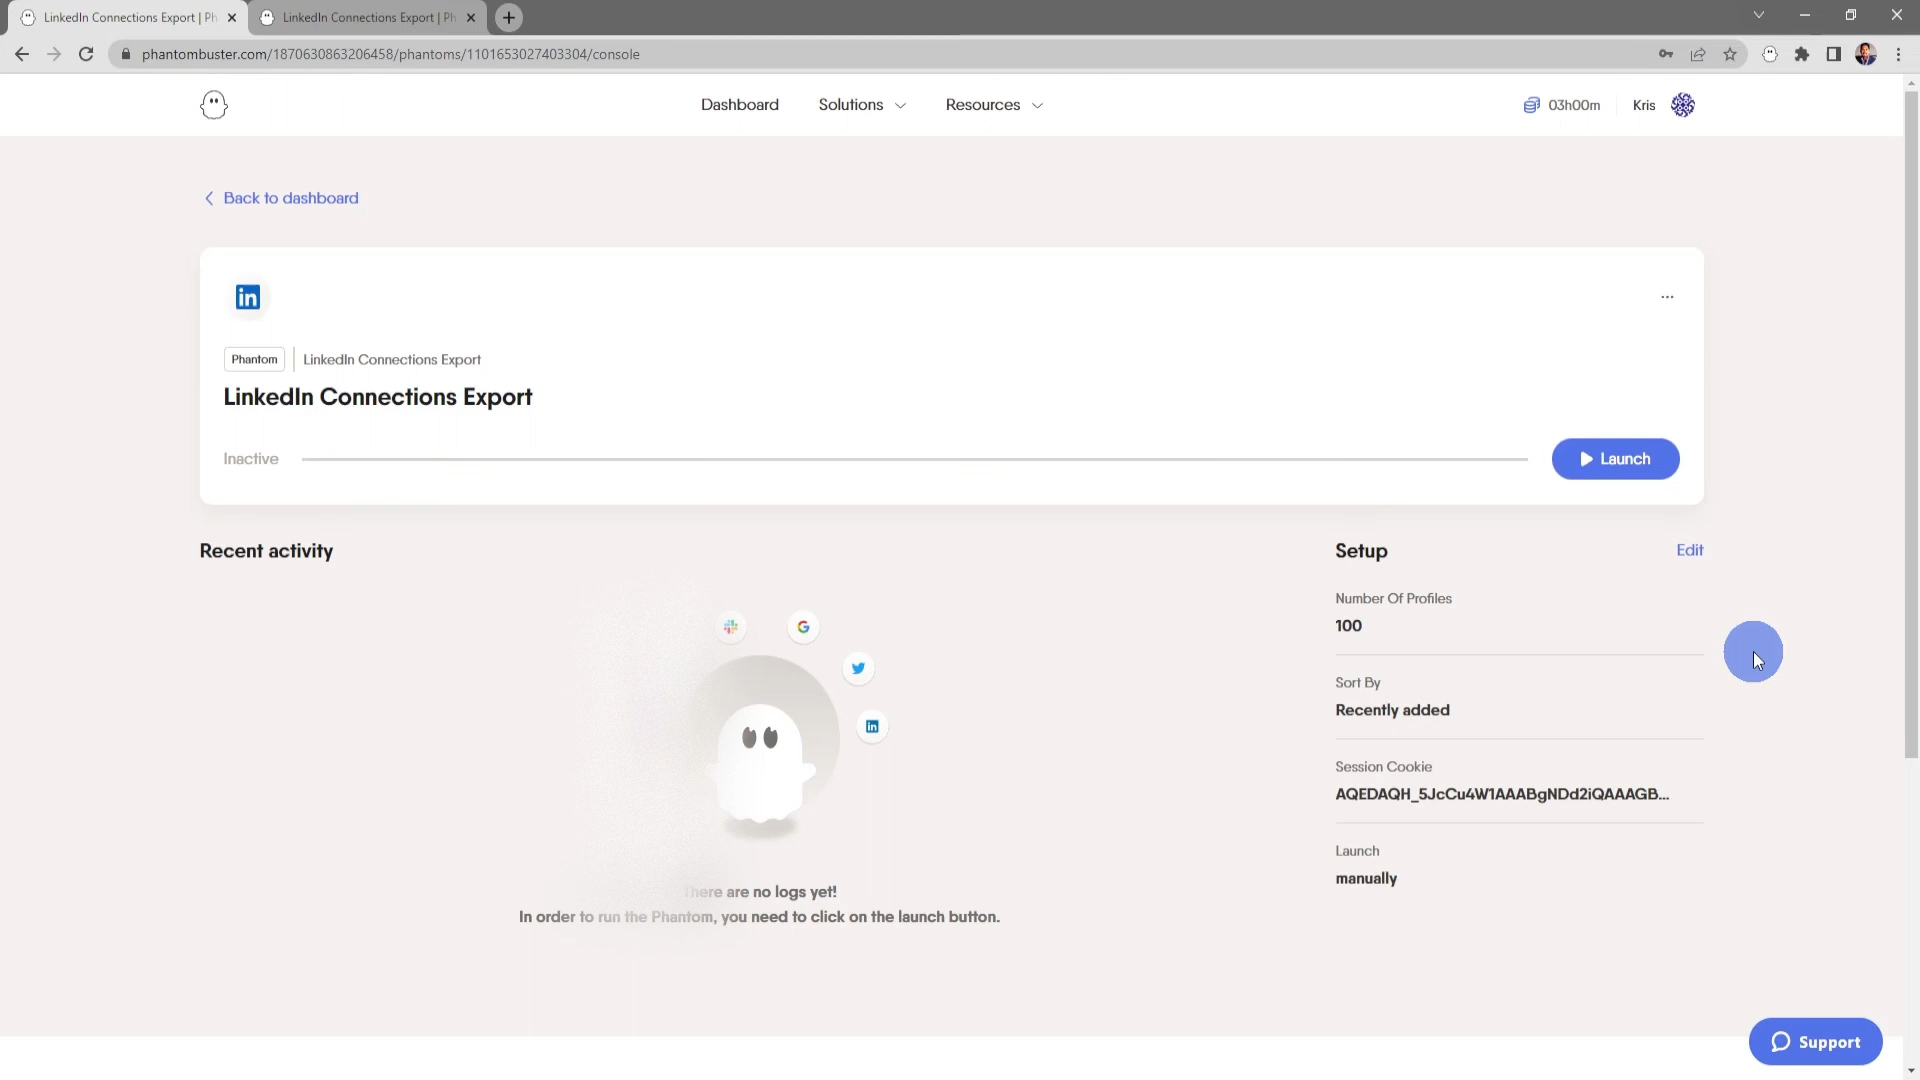 LinkedIn Connections Export | Ph
LinkedIn Connections Export | Ph
phantombuster.com/1870630863206458/phantoms/1101653027403304/console
Dashboard
Solutions
Resources
03h00m
Kris
Back to dashboard
in
Phantom
LinkedIn Connections Export
LinkedIn Connections Export
Inactive
Launch
Recent activity
There are no logs yet!
In order to run the Phantom, you need to click on the launch button.
Setup
Edit
Number Of Profiles
100
Sort By
Recently added
Session Cookie
AQEDAQH_5JcCu4W1AAABgNDd2iQAAAGB...
Launch
manually
Support